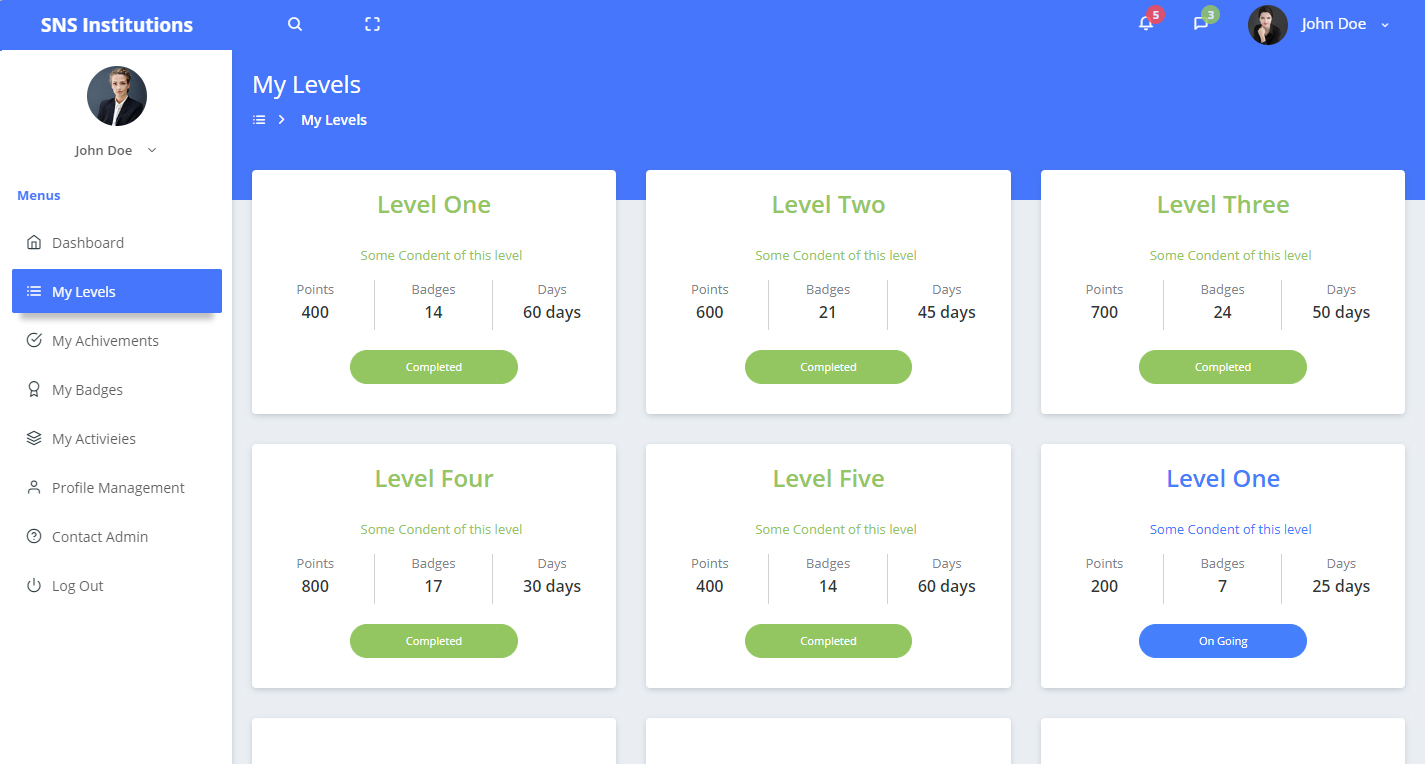 SNS Institutions
5
3
John Doe
John Doe
Menus
Dashboard
My Levels
My Achivements
My Badges
My Activieies
Profile Management
Contact Admin
Log Out
My Levels
My Levels
Level One
Some Condent of this level
Points Badges Days
400 14 60 days
Completed
Level Two
Some Condent of this level
Points Badges Days
600 21 45 days
Completed
Level Three
Some Condent of this level
Points Badges Days
700 24 50 days
Completed
Level Four
Some Condent of this level
Points Badges Days
800 17 30 days
Completed
Level Five
Some Condent of this level
Points Badges Days
400 14 60 days
Completed
Level One
Some Condent of this level
Points Badges Days
200 7 25 days
On Going